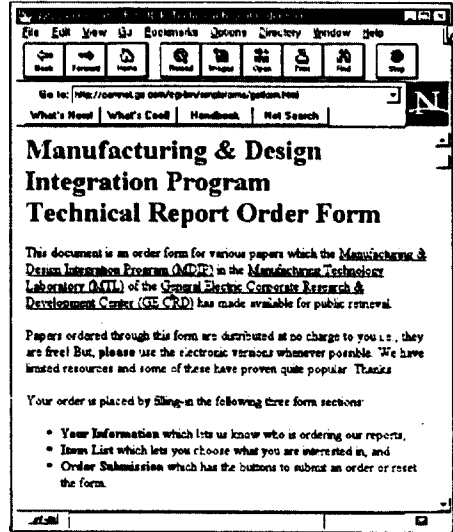 File Edit View Go Bookmarks Options Directory Window Help
Back Forward Home Reload Images Open Print Find Stop
Go to:
What's New! What's Cool! Handbook Net Search
N
Manufacturing & Design
Integration Program
Technical Report Order Form
This document is an order form for various papers which the Manufacturing &
Design Integration Program (MDIP) in the Manufacturing Technology
Laboratory (MTL) of the General Electric Corporate Research &
Development Center (GE CRD) has made available for public retrieval.
Papers ordered through this form are distributed at no charge to you i.e., they
are free! But, please use the electronic versions whenever possible. We have
limited resources and some of these have proven quite popular. Thanks
Your order is placed by filling-in the following three form sections:
• Your Information which lets us know who is ordering our reports,
• Item List which lets you choose what you are interested in, and
• Order Submission which has the buttons to submit an order or reset
the form.